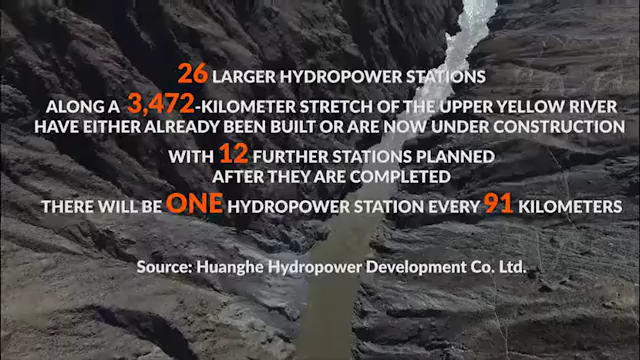 26 LARGER HYDROPOWER STATIONS
ALONG A 3,472-KILOMETER STRETCH OF THE UPPER YELLOW RIVER
HAVE EITHER ALREADY BEEN BUILT OR ARE NOW UNDER CONSTRUCTION
WITH 12 FURTHER STATIONS PLANNED
AFTER THEY ARE COMPLETED
THERE WILL BE ONE HYDROPOWER STATION EVERY 91 KILOMETERS
Source: Huanghe Hydropower Development Co. Ltd.